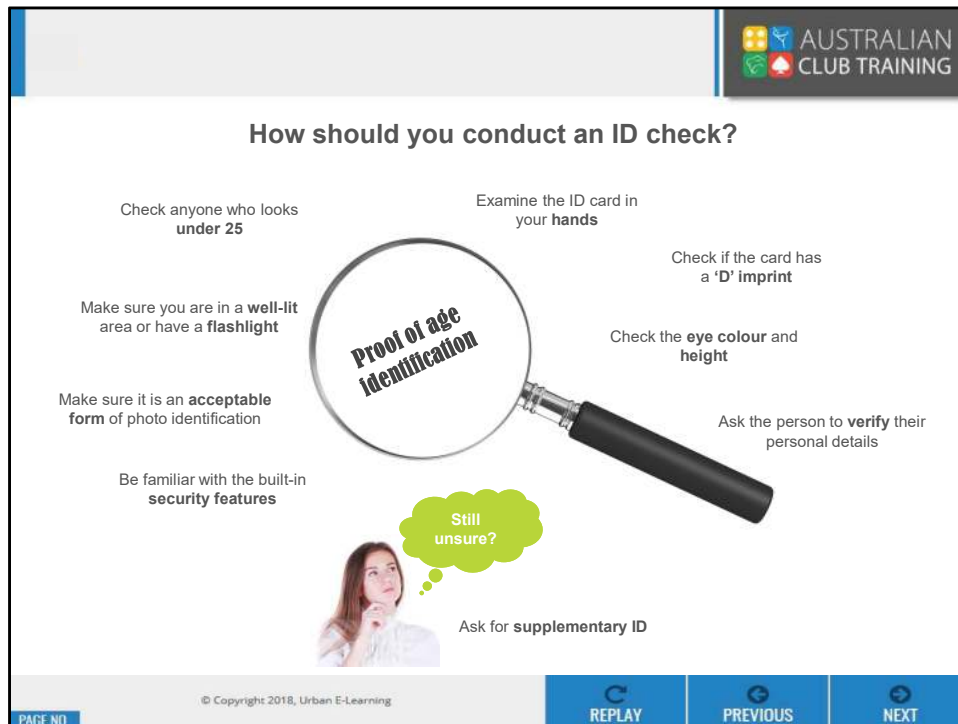 AUSTRALIAN
CLUB TRAINING
How should you conduct an ID check?
Check anyone who looks
under 25
Examine the ID card in
your hands
Check if the card has
a ‘D’ imprint
Make sure you are in a well-lit
area or have a flashlight
Proof of age
identification
Check the eye colour and
height
Make sure it is an acceptable
form of photo identification
Ask the person to verify their
personal details
Be familiar with the built-in
security features
Still
unsure?
Ask for supplementary ID
© Copyright 2018, Urban E-Learning
PAGE NO
REPLAY
PREVIOUS
NEXT